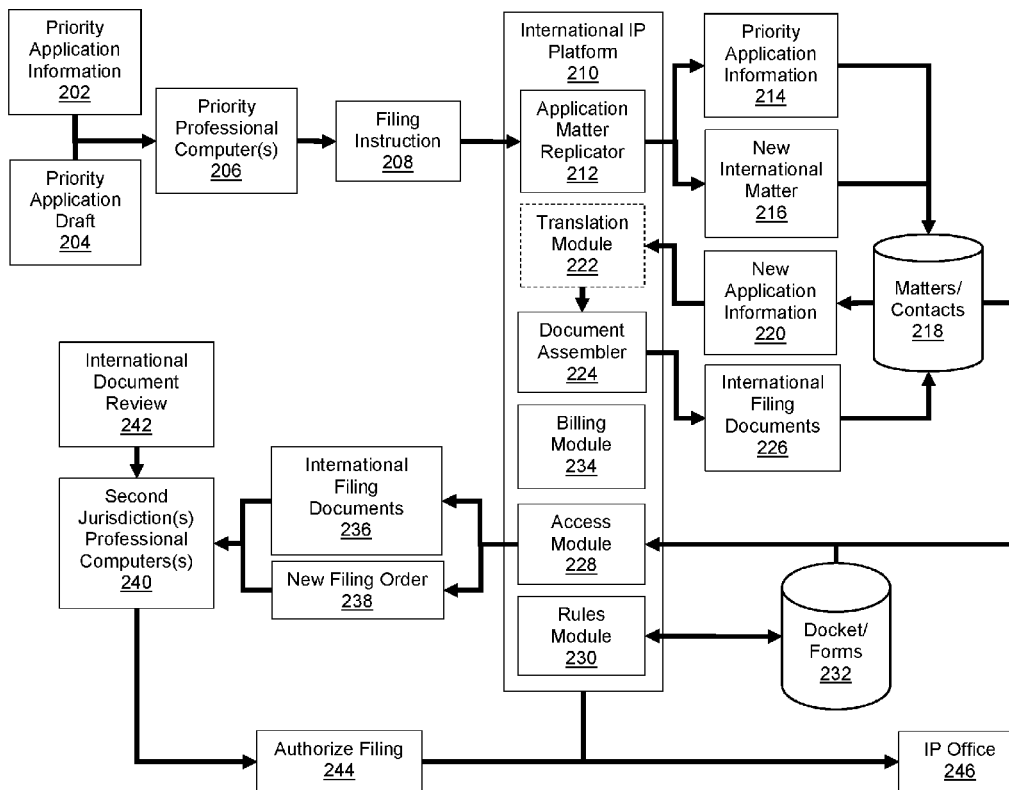 Priority
Application
Information
202
Priority
Application
Draft
204
Priority
Professional
Computer(s)
206
Filing
Instruction
208
International IP
Platform
210
Application
Matter
Replicator
212
Priority
Application
Information
214
New
International
Matter
216
Matters/
Contacts
218
New
Application
Information
220
Translation
Module
222
Document
Assembler
224
International
Filing
Documents
226
Billing
Module
234
Access
Module
228
Rules
Module
230
Docket/
Forms
232
International
Document
Review
242
Second
Jurisdiction(s)
Professional
Computers(s)
240
International
Filing
Documents
236
New Filing Order
238
Authorize Filing
244
IP Office
246